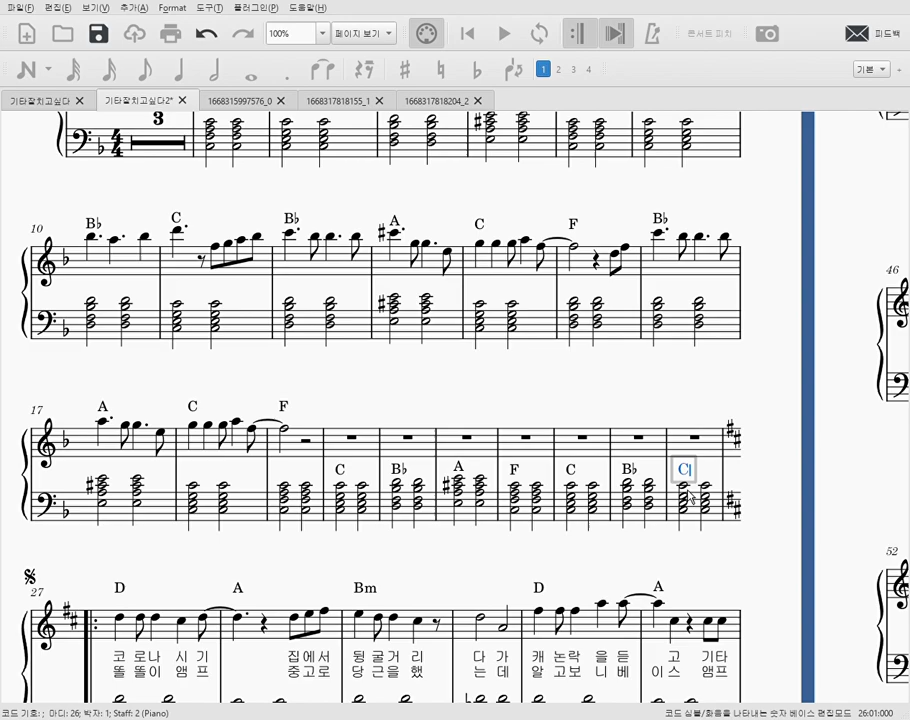 파일(F) 편집(E) 보기(V) 추가(A) Format 도구(T) 플러그인(P) 도움말(H)
100% 페이지 보기 콘서트 피치 피드백
1 2 3 4 기본
기타잘치고싶다 기타잘치고싶다2* 1668315997576_0 1668317818155_1 1668317818204_2
3
4 4
10 B♭ C B♭ A C F B♭
46
17 A C F
C B♭ A F C B♭ C
52
27 D A Bm D A
코 로나 시 기 집에서 뒹 굴거 리 다 가 캐 논락 을 듣 고 기타
똘 똘이 앰 프 중고로 당 근을 했 는 데 알 고보 니 베 이 스 앰프
코드 기호: ; 마디: 26; 박자: 1; Staff: 2 (Piano) 코드 심볼/화음을 나타내는 숫자 베이스 편집모드 26:01:000